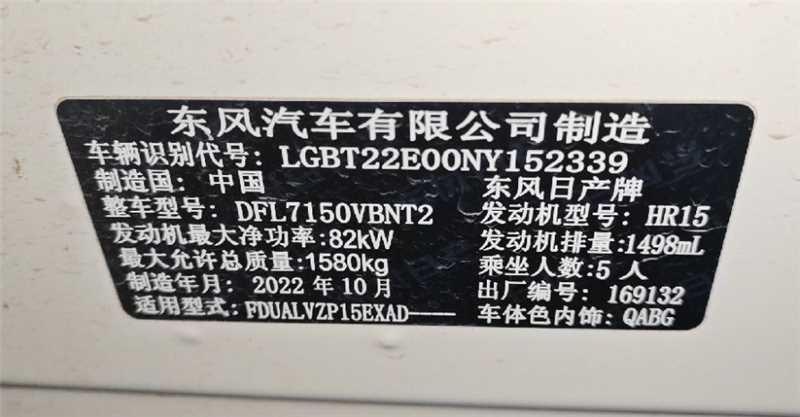 东风汽车有限公司制造
车辆识别代号: LGBT22E00NY152339
制造国: 中国 东风日产牌
整车型号: DFL7150VBNT2 发动机型号: HR15
发动机最大净功率:82kW 发动机排量:1498mL
最大允许总质量:1580kg 乘坐人数:5 人
制造年月: 2022 年 10 月 出厂编号: 169132
适用型式: FDUALVZP15EXAD---- 车体色内饰: QABG